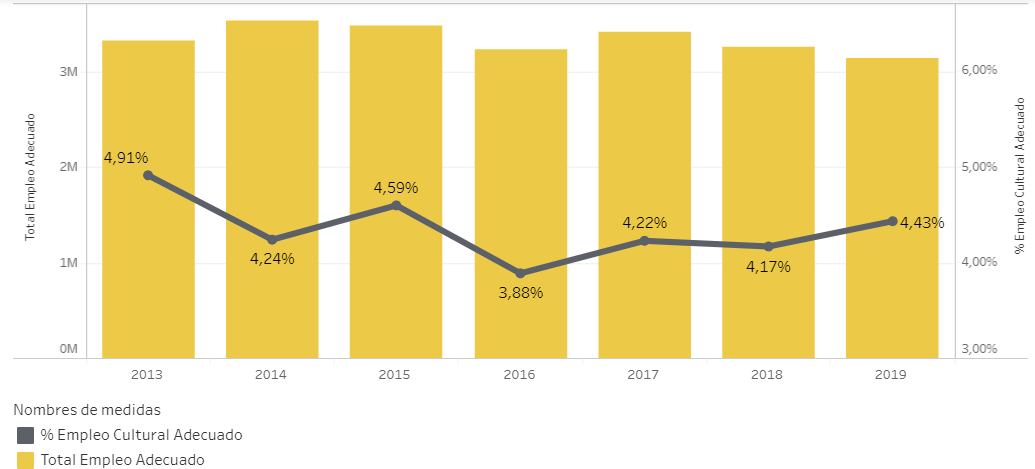 Total Empleo Adecuado
3M
2M
1M
0M
4,91%
4,24%
4,59%
3,88%
4,22%
4,17%
4,43%
6,00%
5,00%
4,00%
3,00%
% Empleo Cultural Adecuado
2013 2014 2015 2016 2017 2018 2019
Nombres de medidas
% Empleo Cultural Adecuado
Total Empleo Adecuado